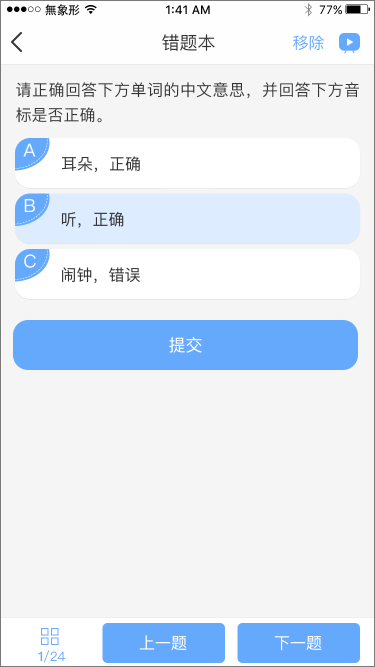 無象形 1:41 AM 77%
错题本 移除
请正确回答下方单词的中文意思，并回答下方音
标是否正确。
A 耳朵，正确
B 听，正确
C 闹钟，错误
提交
1/24 上一题 下一题